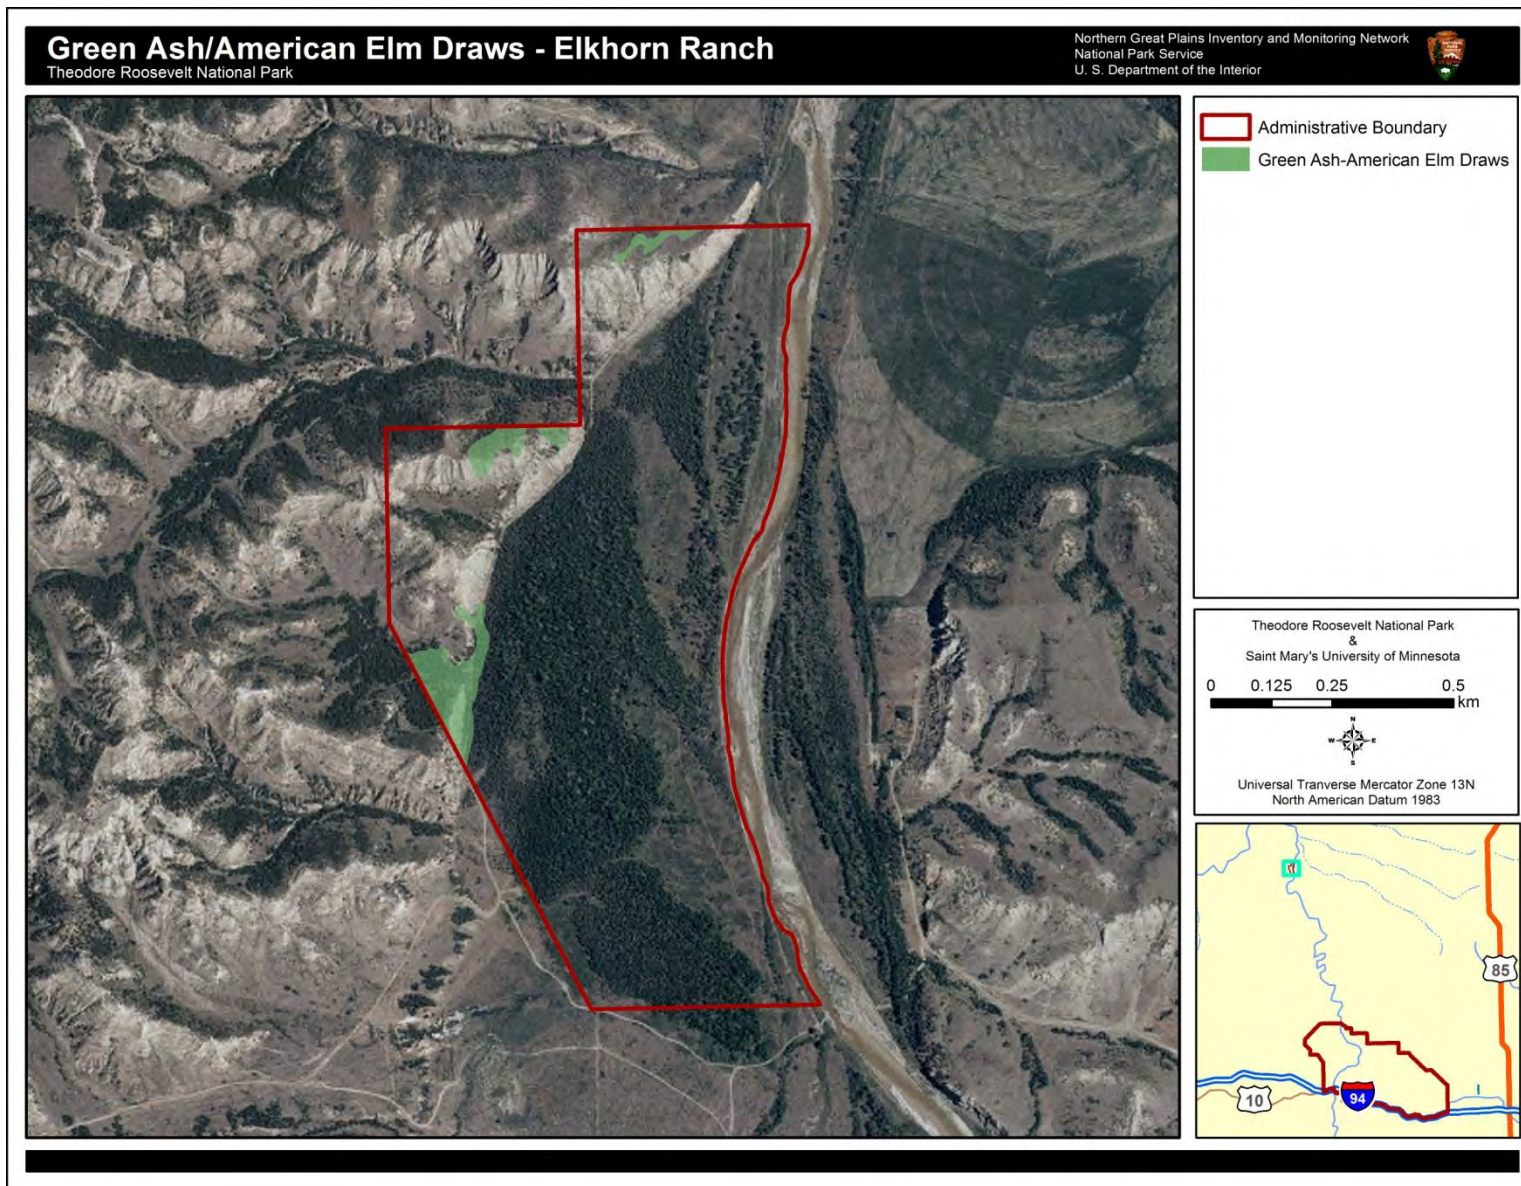 Green Ash/American Elm Draws - Elkhorn Ranch
Theodore Roosevelt National Park
Northern Great Plains Inventory and Monitoring Network
National Park Service
U. S. Department of the Interior
Administrative Boundary
Green Ash-American Elm Draws
Theodore Roosevelt National Park
&
Saint Mary's University of Minnesota
0 0.125 0.25 0.5
km
N
W E
S
Universal Tranverse Mercator Zone 13N
North American Datum 1983
85
10
94